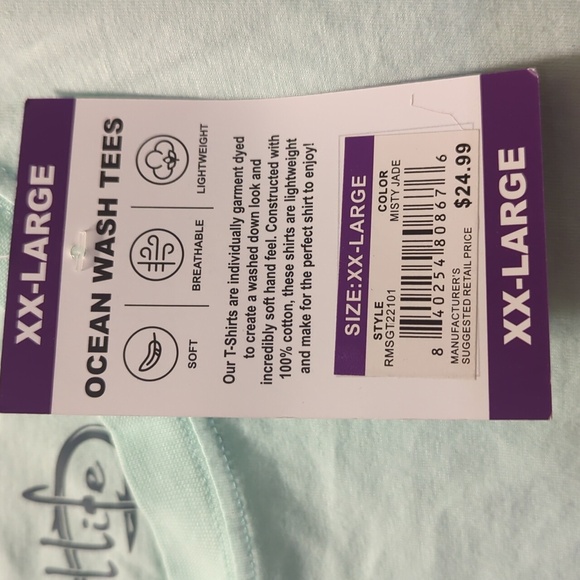 XX-LARGE
OCEAN WASH TEES
SOFT
BREATHABLE
LIGHTWEIGHT
Our T-Shirts are individually garment dyed
to create a washed down look and
incredibly soft hand feel. Constructed with
100% cotton, these shirts are lightweight
and make for the perfect shirt to enjoy!
SIZE:XX-LARGE
STYLE
RMSGT22101
COLOR
MISTY JADE
8 40254 80867 6
MANUFACTURER'S
SUGGESTED RETAIL PRICE
$24.99
XX-LARGE